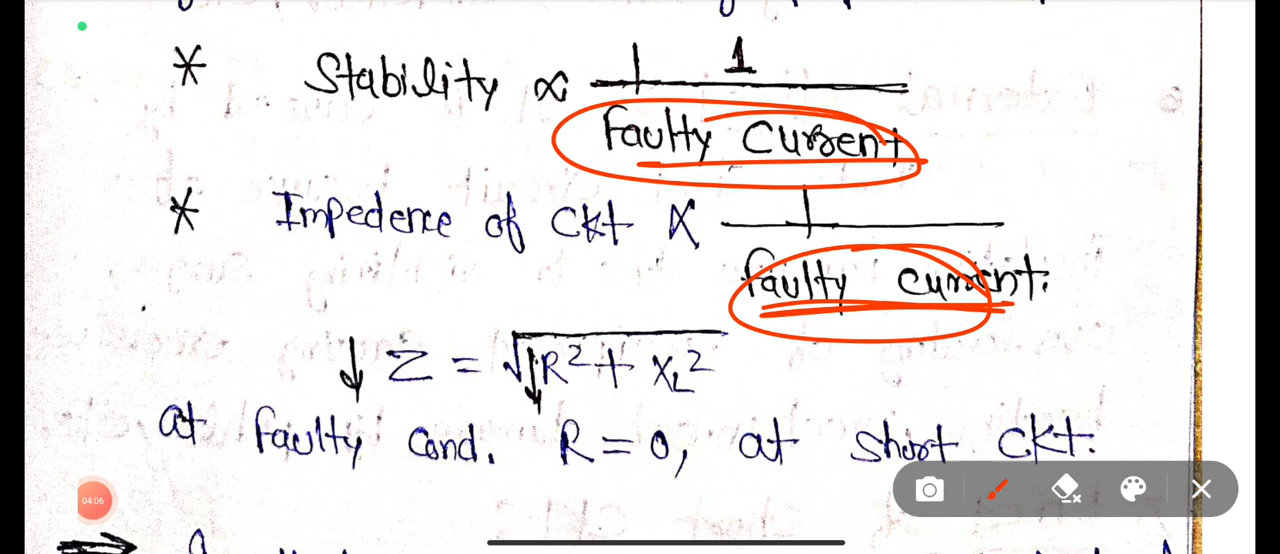 * Stability ∝ 1
Faulty Current
* Impedence of Ckt ∝ 1
faulty current.
↓ Z = √↓R² + XL²
at faulty Cond. R = 0, at short ckt.
04:06